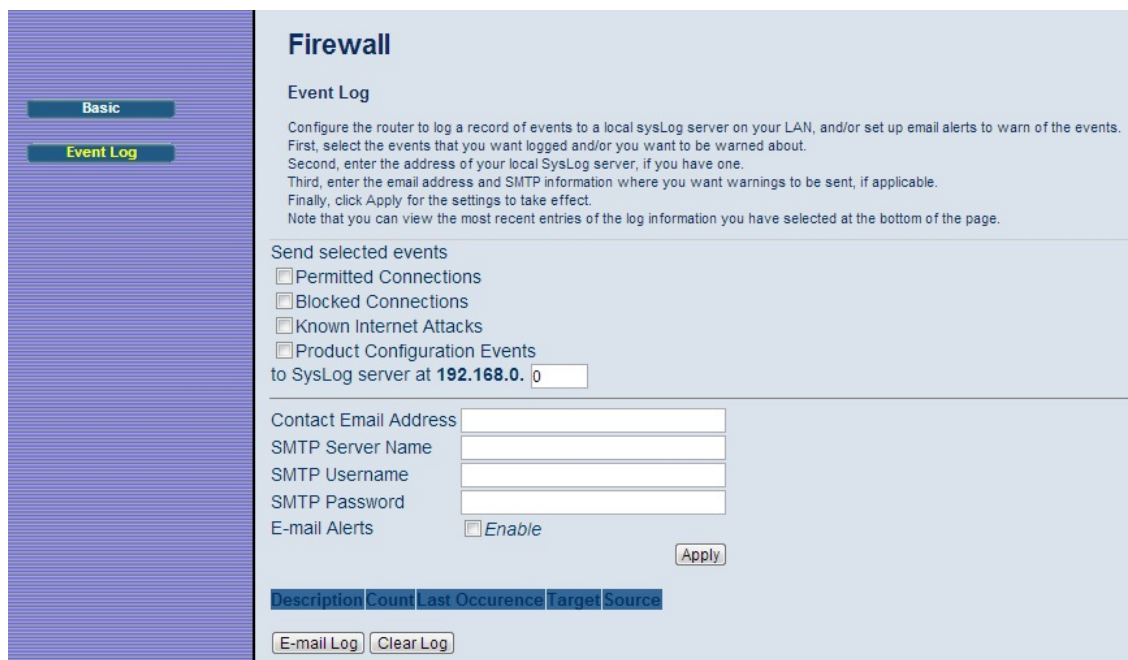 Firewall
Basic
Event Log
Event Log
Configure the router to log a record of events to a local sysLog server on your LAN, and/or set up email alerts to warn of the events.
First, select the events that you want logged and/or you want to be warned about.
Second, enter the address of your local SysLog server, if you have one.
Third, enter the email address and SMTP information where you want warnings to be sent, if applicable.
Finally, click Apply for the settings to take effect.
Note that you can view the most recent entries of the log information you have selected at the bottom of the page.
Send selected events
Permitted Connections
Blocked Connections
Known Internet Attacks
Product Configuration Events
to SysLog server at 192.168.0. 0
Contact Email Address
SMTP Server Name
SMTP Username
SMTP Password
E-mail Alerts Enable
Apply
Description Count Last Occurence Target Source
E-mail Log Clear Log